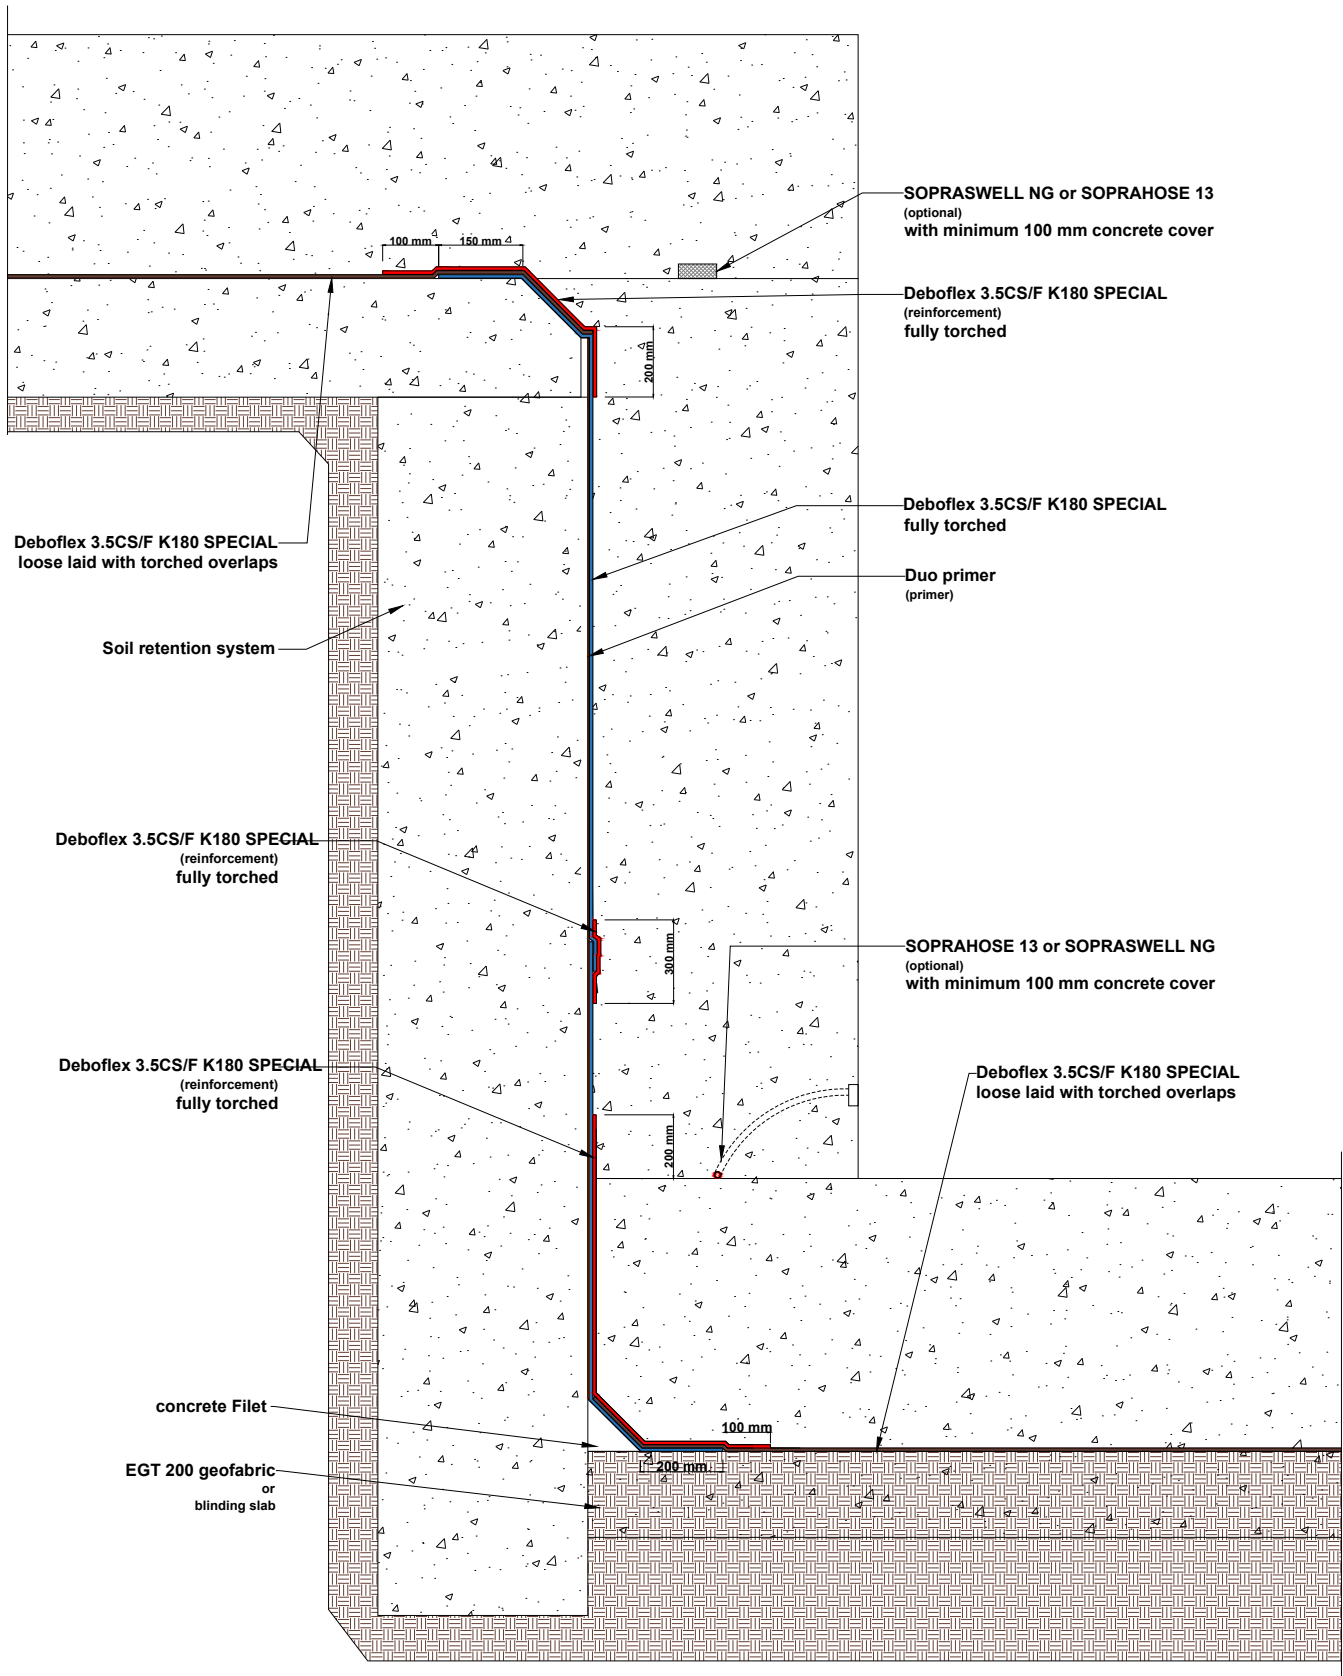 SOPRASWELL NG or SOPRAHOSE 13
(optional)
with minimum 100 mm concrete cover
100 mm
150 mm
Deboflex 3.5CS/F K180 SPECIAL
(reinforcement)
fully torched
200 mm
Deboflex 3.5CS/F K180 SPECIAL
fully torched
Deboflex 3.5CS/F K180 SPECIAL
loose laid with torched overlaps
Duo primer
(primer)
Soil retention system
Deboflex 3.5CS/F K180 SPECIAL
(reinforcement)
fully torched
300 mm
SOPRAHOSE 13 or SOPRASWELL NG
(optional)
with minimum 100 mm concrete cover
Deboflex 3.5CS/F K180 SPECIAL
(reinforcement)
fully torched
Deboflex 3.5CS/F K180 SPECIAL
loose laid with torched overlaps
200 mm
concrete Filet
100 mm
200 mm
EGT 200 geofabric
or
blinding slab